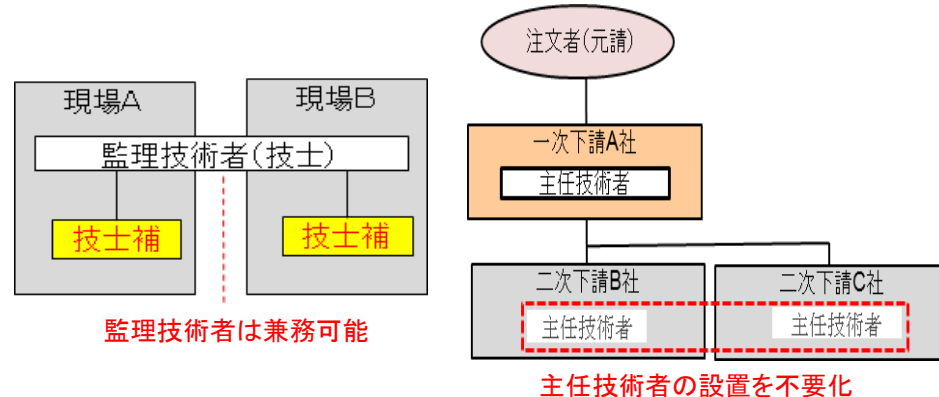 現場A
現場B
監理技術者(技士)
技士補
技士補
監理技術者は兼務可能
注文者(元請)
一次下請A社
主任技術者
二次下請B社
主任技術者
二次下請C社
主任技術者
主任技術者の設置を不要化